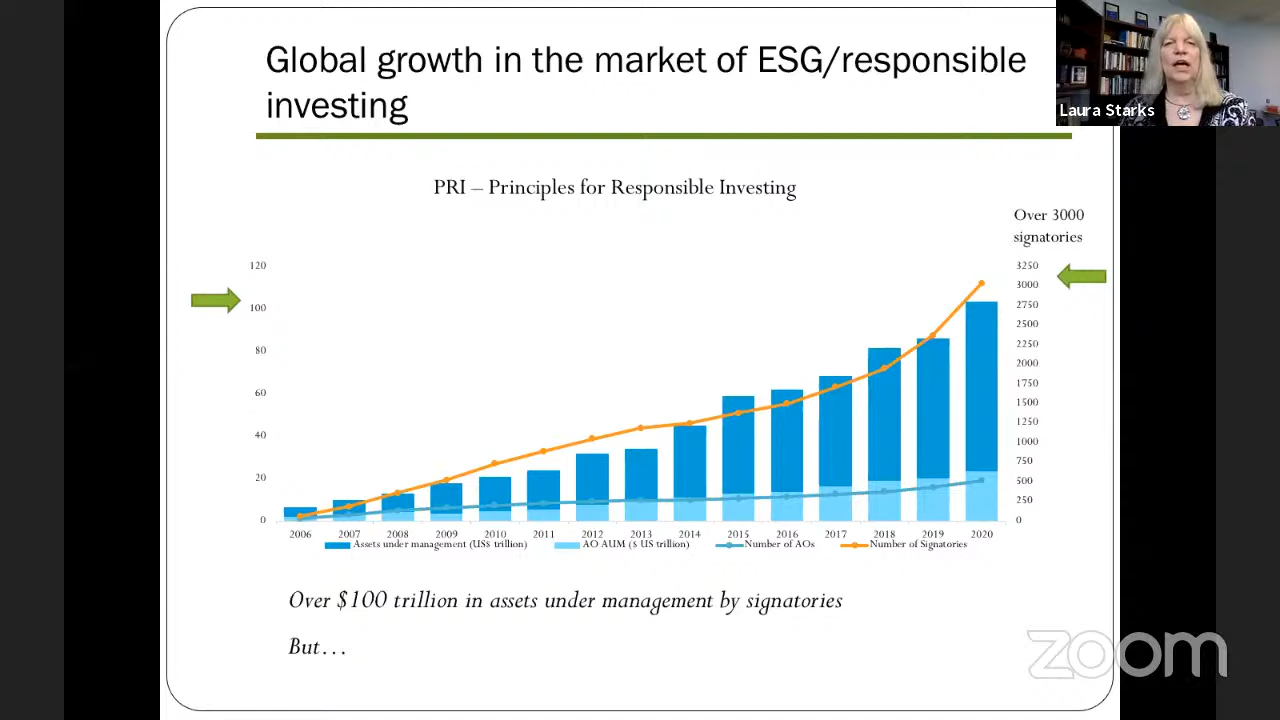 Global growth in the market of ESG/responsible
investing
Laura Starks
PRI – Principles for Responsible Investing
Over 3000
signatories
120
100
80
60
40
20
0
3250
3000
2750
2500
2250
2000
1750
1500
1250
1000
750
500
250
0
2006 2007 2008 2009 2010 2011 2012 2013 2014 2015 2016 2017 2018 2019 2020
Assets under management (US$ trillion) AO AUM ($ US trillion) Number of AOs Number of Signatories
Over $100 trillion in assets under management by signatories
But…
zoom